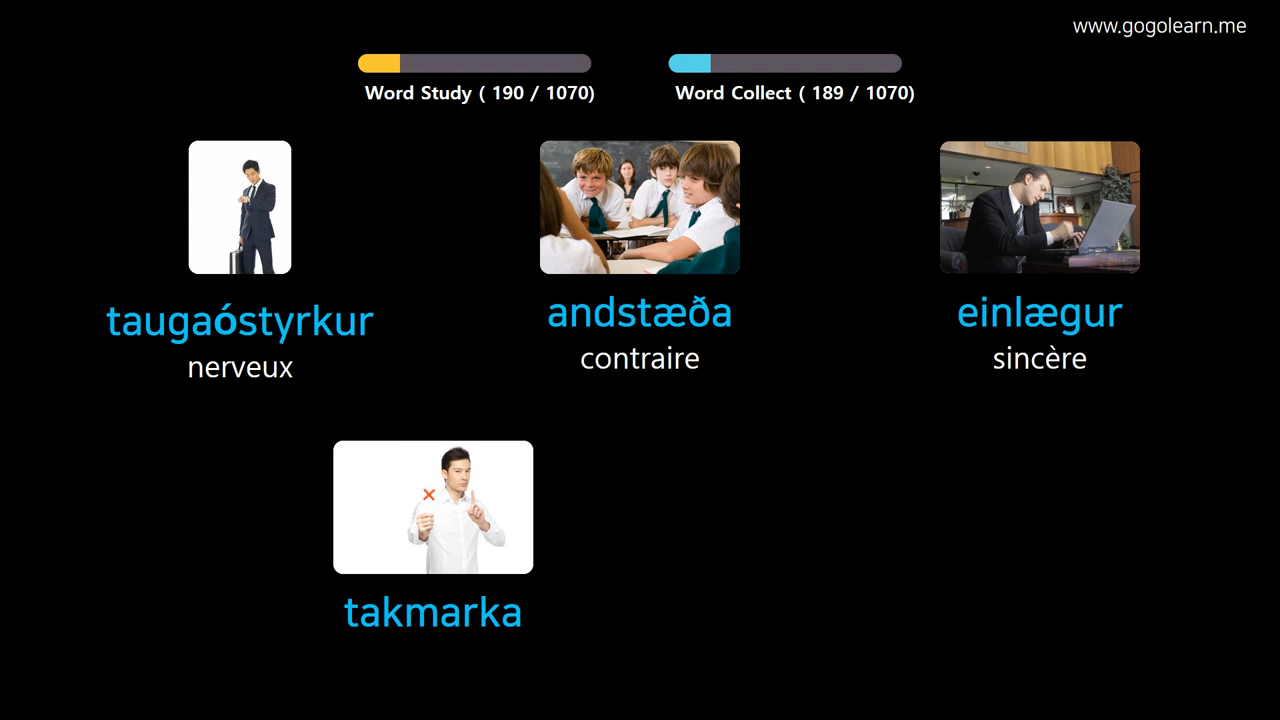 www.gogolearn.me
Word Study ( 190 / 1070)
Word Collect ( 189 / 1070)
taugaóstyrkur
nerveux
andstæða
contraire
einlægur
sincère
takmarka